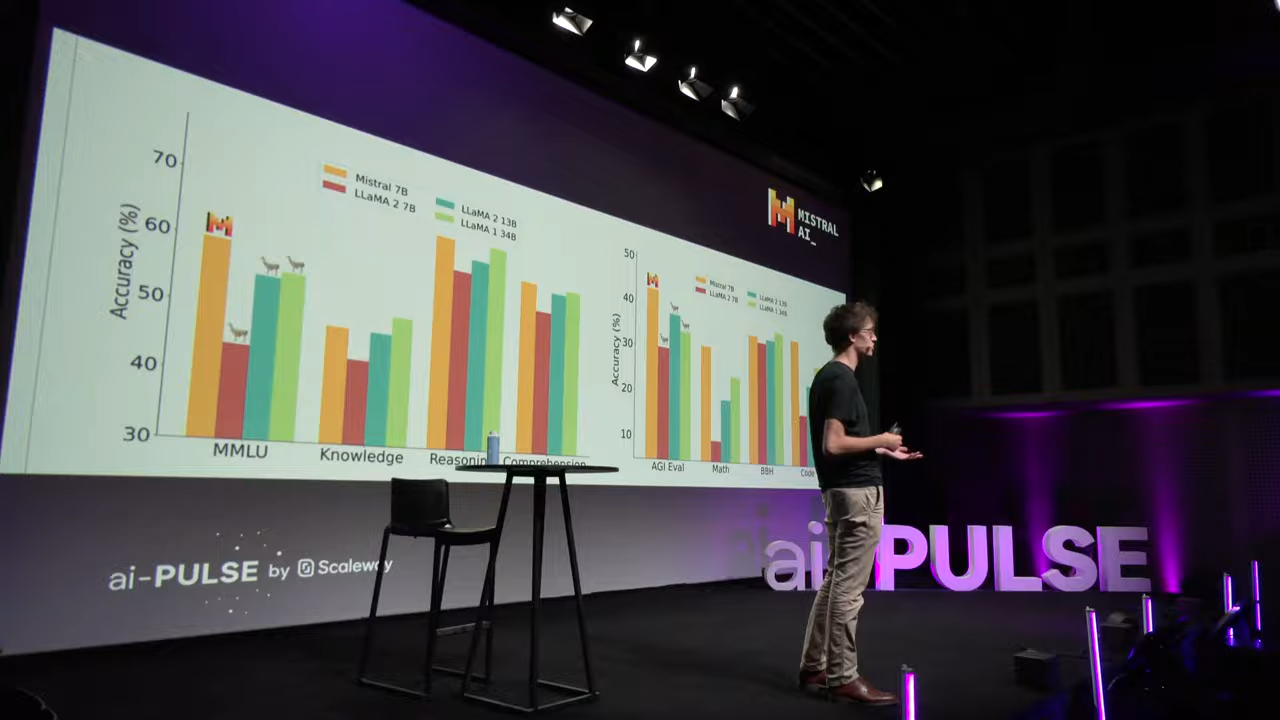 70
60
50
40
30
Accuracy (%)
Mistral 7B
LLaMA 2 7B
LLaMA 2 13B
LLaMA 1 34B
MMLU
Knowledge
Reasonin
Comprehension
MISTRAL
AI_
50
40
30
20
10
Accuracy (%)
Mistral 7B
LLaMA 2 7B
LLaMA 2 13B
LLaMA 1 34B
AGI Eval
Math
BBH
Code
ai-PULSE by Scaleway
ai PULSE